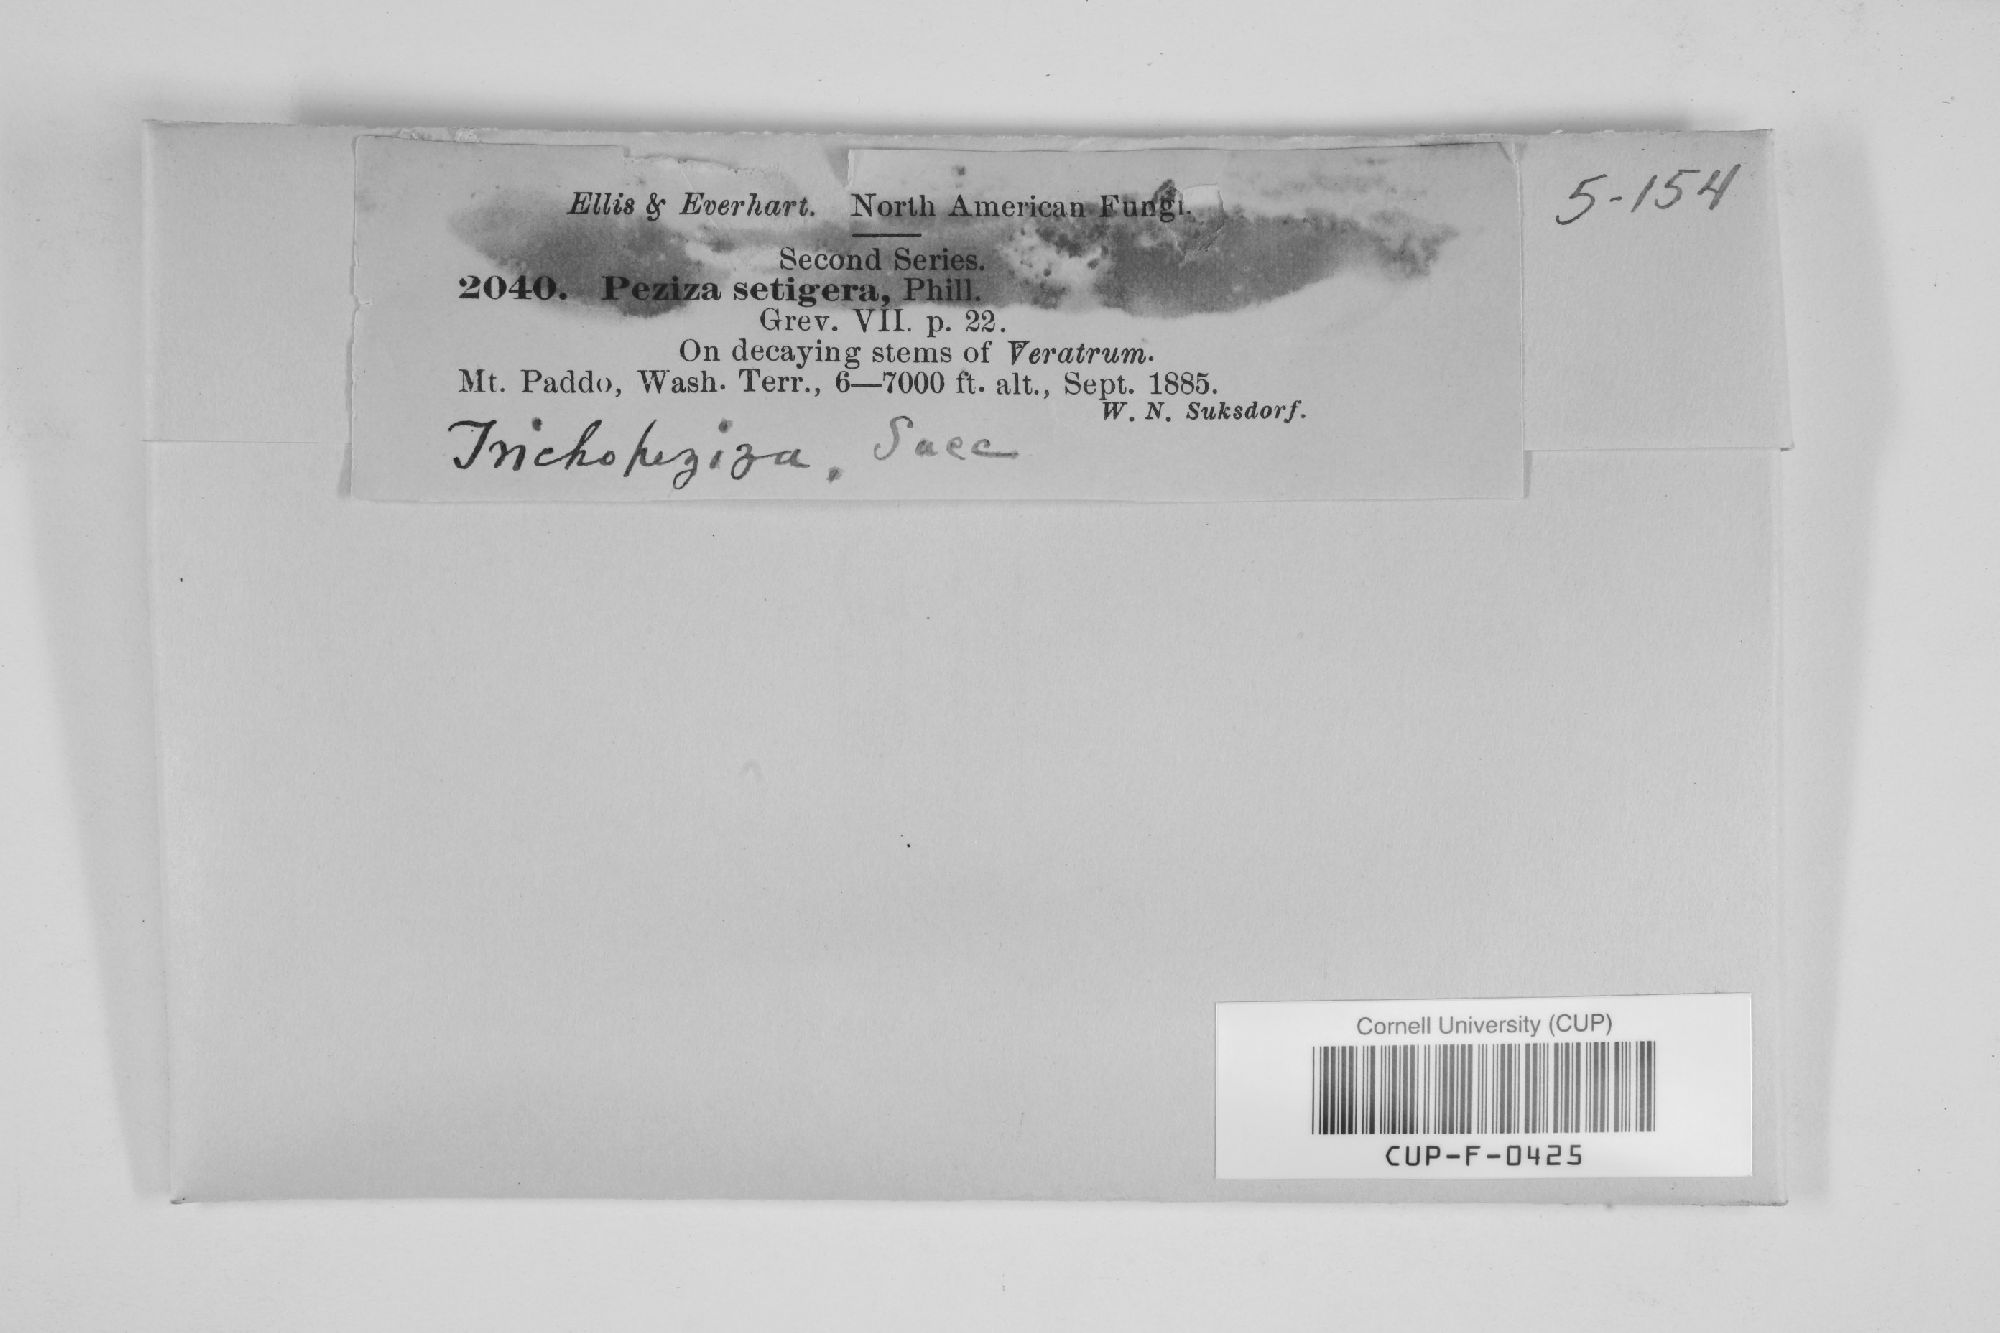 Ellis & Everhart. North American Fungi.
5-154
Second Series.
2040. Peziza setigera, Phill.
Grev. VII. p. 22.
On decaying stems of Veratrum.
Mt. Paddo, Wash. Terr., 6—7000 ft. alt., Sept. 1885.
W. N. Suksdorf.
Trichopeziza. Sacc
Cornell University (CUP)
CUP-F-0425